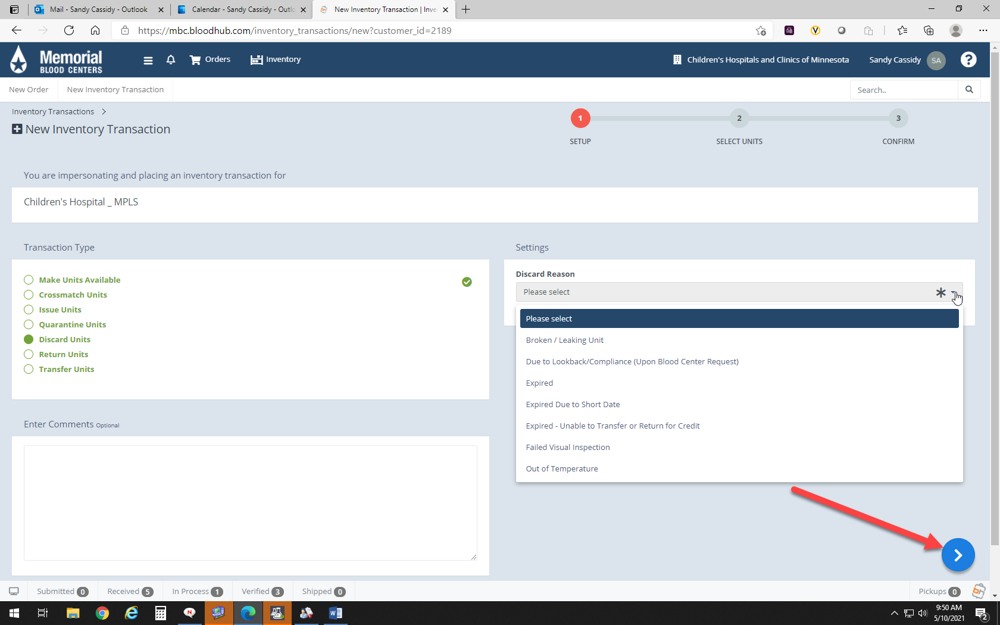 Mail - Sandy Cassidy - Outlook
Calendar - Sandy Cassidy - Outlo
New Inventory Transaction | Inve
https://mbc.bloodhub.com/inventory_transactions/new?customer_id=2189
Memorial
BLOOD CENTERS
Orders
Inventory
Children's Hospitals and Clinics of Minnesota
Sandy Cassidy
SA
?
New Order
New Inventory Transaction
Search..
Inventory Transactions
New Inventory Transaction
1
2
3
SETUP
SELECT UNITS
CONFIRM
You are impersonating and placing an inventory transaction for
Children's Hospital _ MPLS
Transaction Type
Make Units Available
Crossmatch Units
Issue Units
Quarantine Units
Discard Units
Return Units
Transfer Units
Settings
Discard Reason
Please select
Please select
Broken / Leaking Unit
Due to Lookback/Compliance (Upon Blood Center Request)
Expired
Expired Due to Short Date
Expired - Unable to Transfer or Return for Credit
Failed Visual Inspection
Out of Temperature
Enter Comments Optional
Submitted 0
Received 5
In Process 1
Verified 3
Shipped 0
Pickups 0
9:50 AM
5/10/2021
2